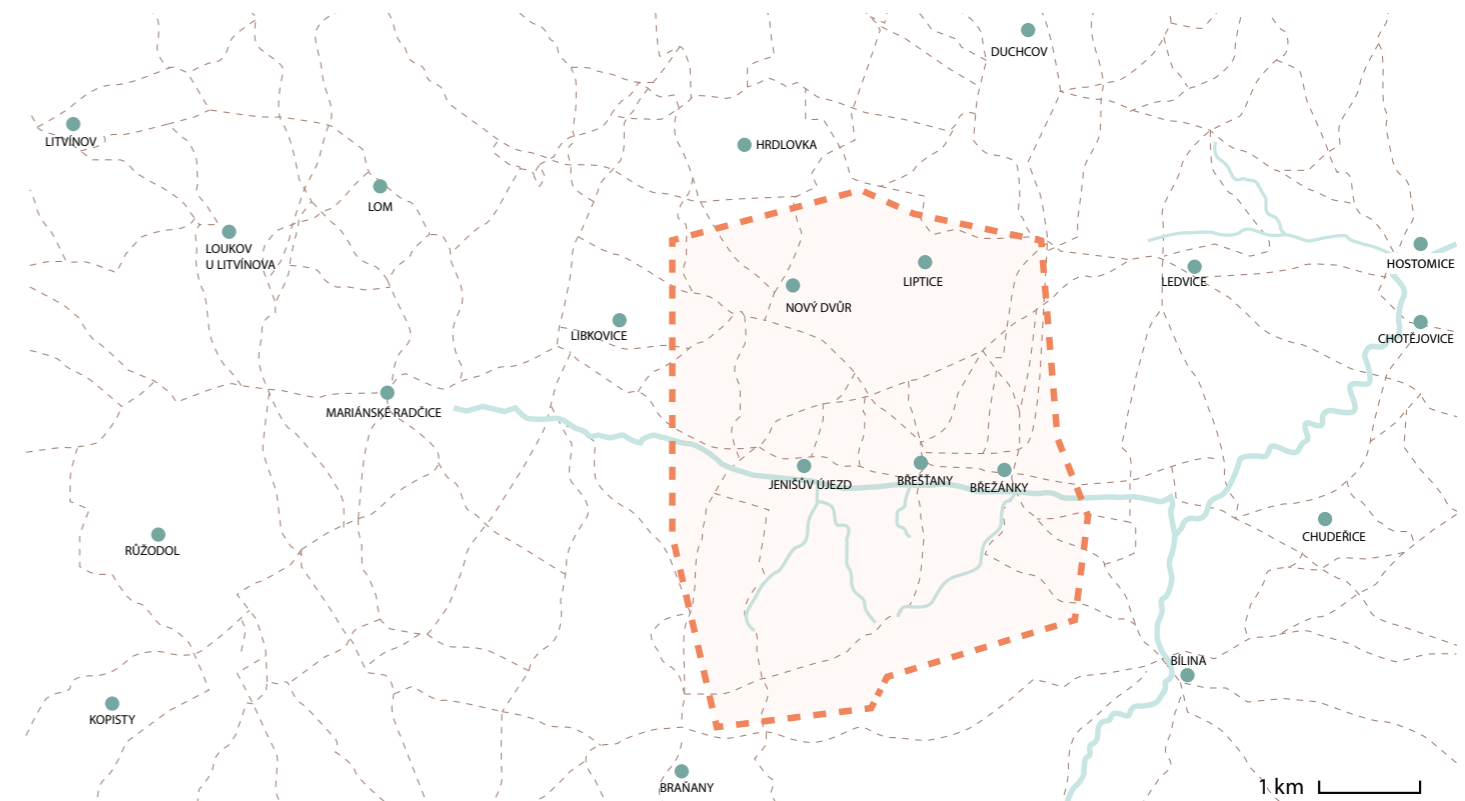 DUCHCOV
LITVÍNOV
HRDLOVKA
LOM
LOUKOV
U LITVÍNOVA
HOSTOMICE
LIPTICE
LEDVICE
NOVÝ DVŮR
LIBKOVICE
CHOTĚJOVICE
MARIÁNSKÉ RADČICE
JENIŠŮV ÚJEZD
BŘEŠŤANY
BŘEŽÁNKY
CHUDEŘICE
RŮŽODOL
BÍLINA
KOPISTY
BRAŇANY
1 km